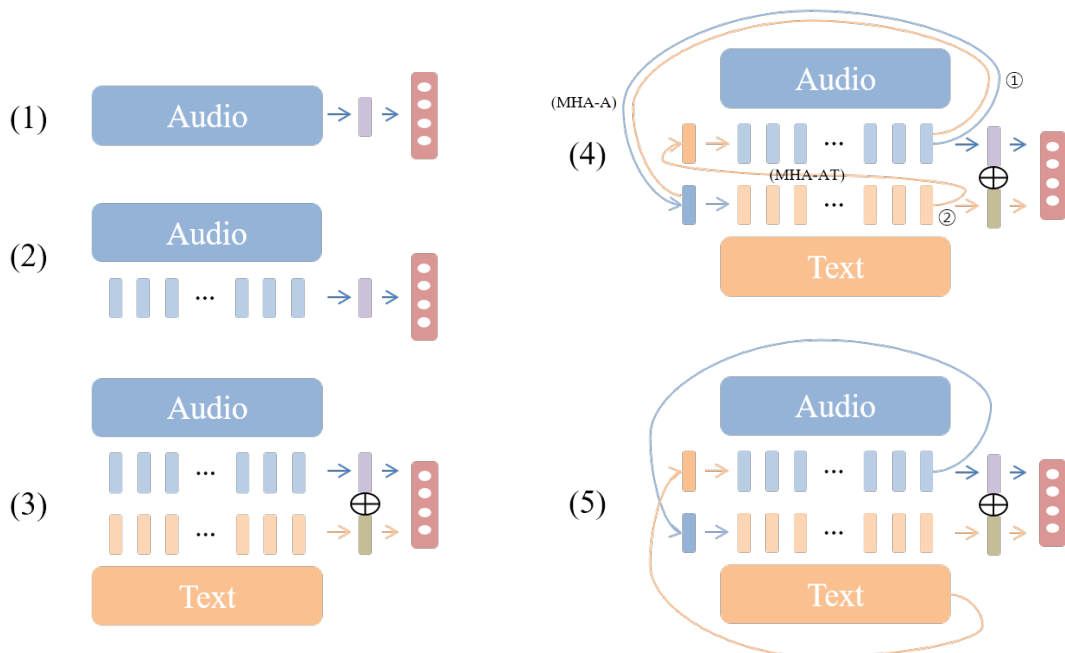 (1)
Audio
(2)
Audio
...
(3)
Audio
...
...
Text
(4)
Audio
①
(MHA-A)
...
(MHA-AT)
...
②
Text
(5)
Audio
...
...
Text